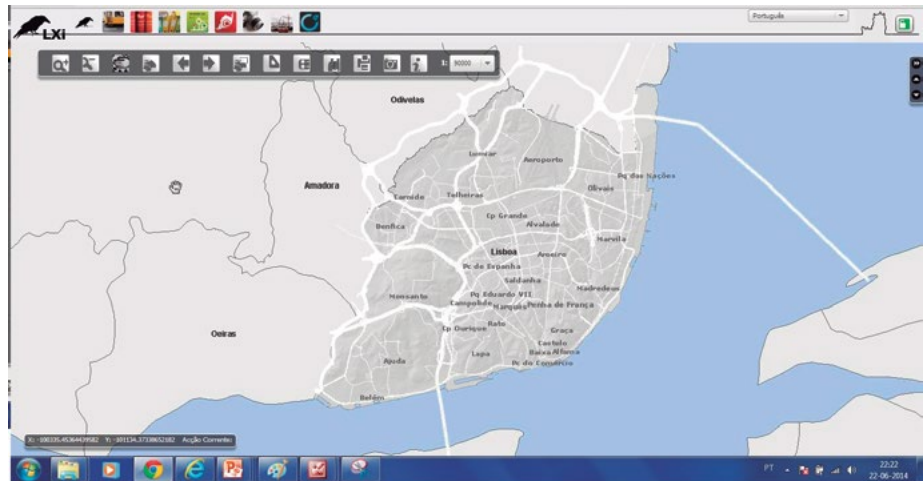 Português
LXi
1: 90000
Odivelas
Lumiar
Aeroporto
Pq das Nações
Amadora
Carnide
Telheiras
Olivais
Cp Grande
Benfica
Alvalade
Marvila
Lisboa
Areeiro
Pc de Espanha
Saldanha
Madredeus
Monsanto
Pq Eduardo VII
Campolide
Marquês
Penha de França
Oeiras
Cp Ourique
Rato
Graça
Castelo
Ajuda
Lapa
Baixa
Alfama
Pc do Comércio
Belém
Acção Corrente:
PT
22:22
22-06-2014